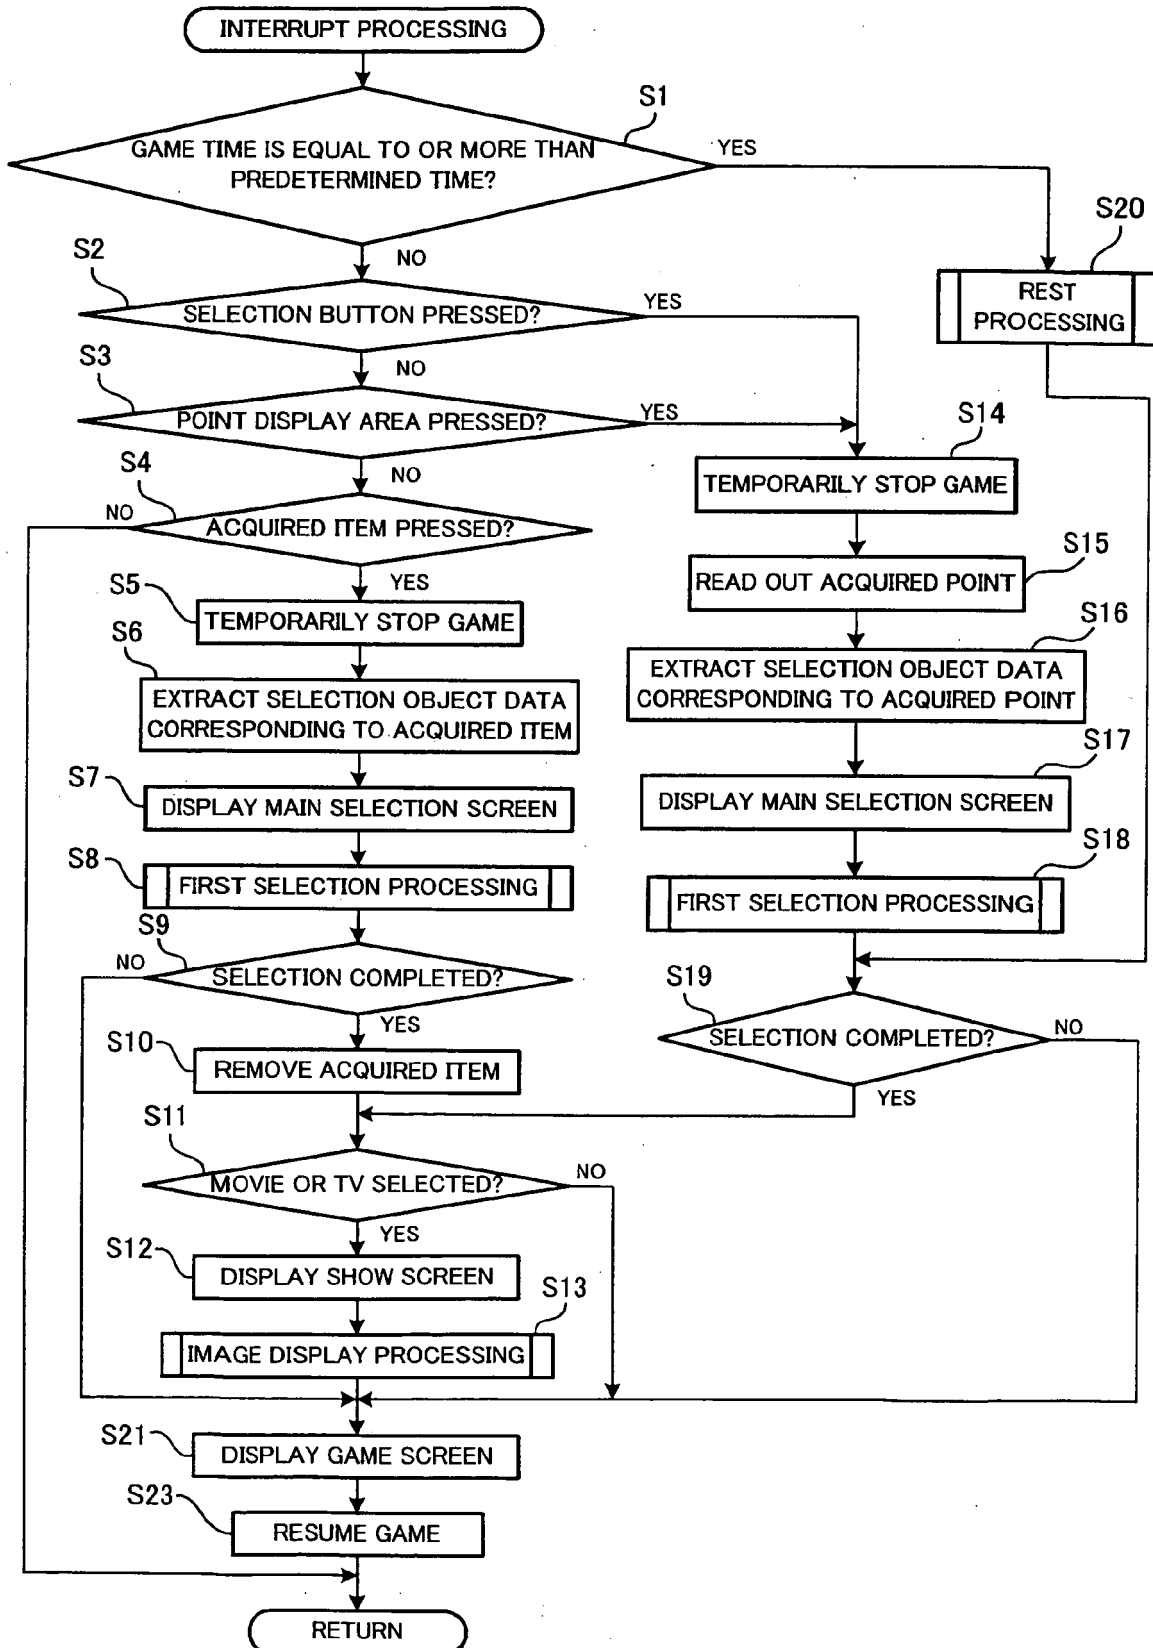 INTERRUPT PROCESSING
S1
GAME TIME IS EQUAL TO OR MORE THAN
PREDETERMINED TIME?
YES
NO
S20
REST
PROCESSING
S2
SELECTION BUTTON PRESSED?
YES
NO
S3
POINT DISPLAY AREA PRESSED?
YES
NO
S4
ACQUIRED ITEM PRESSED?
NO
YES
S5
TEMPORARILY STOP GAME
S6
EXTRACT SELECTION OBJECT DATA
CORRESPONDING TO ACQUIRED ITEM
S7
DISPLAY MAIN SELECTION SCREEN
S8
FIRST SELECTION PROCESSING
S9
SELECTION COMPLETED?
NO
YES
S10
REMOVE ACQUIRED ITEM
S11
MOVIE OR TV SELECTED?
NO
YES
S12
DISPLAY SHOW SCREEN
S13
IMAGE DISPLAY PROCESSING
S14
TEMPORARILY STOP GAME
S15
READ OUT ACQUIRED POINT
S16
EXTRACT SELECTION OBJECT DATA
CORRESPONDING TO ACQUIRED POINT
S17
DISPLAY MAIN SELECTION SCREEN
S18
FIRST SELECTION PROCESSING
S19
SELECTION COMPLETED?
NO
YES
S21
DISPLAY GAME SCREEN
S23
RESUME GAME
RETURN